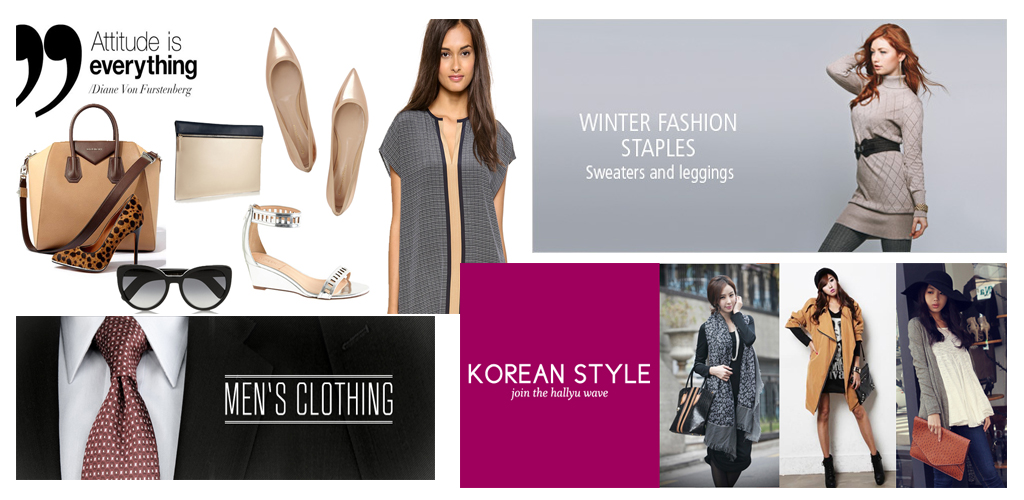 Attitude is
everything
/Diane Von Furstenberg
WINTER FASHION
STAPLES
Sweaters and leggings
MEN'S CLOTHING
KOREAN STYLE
join the hallyu wave